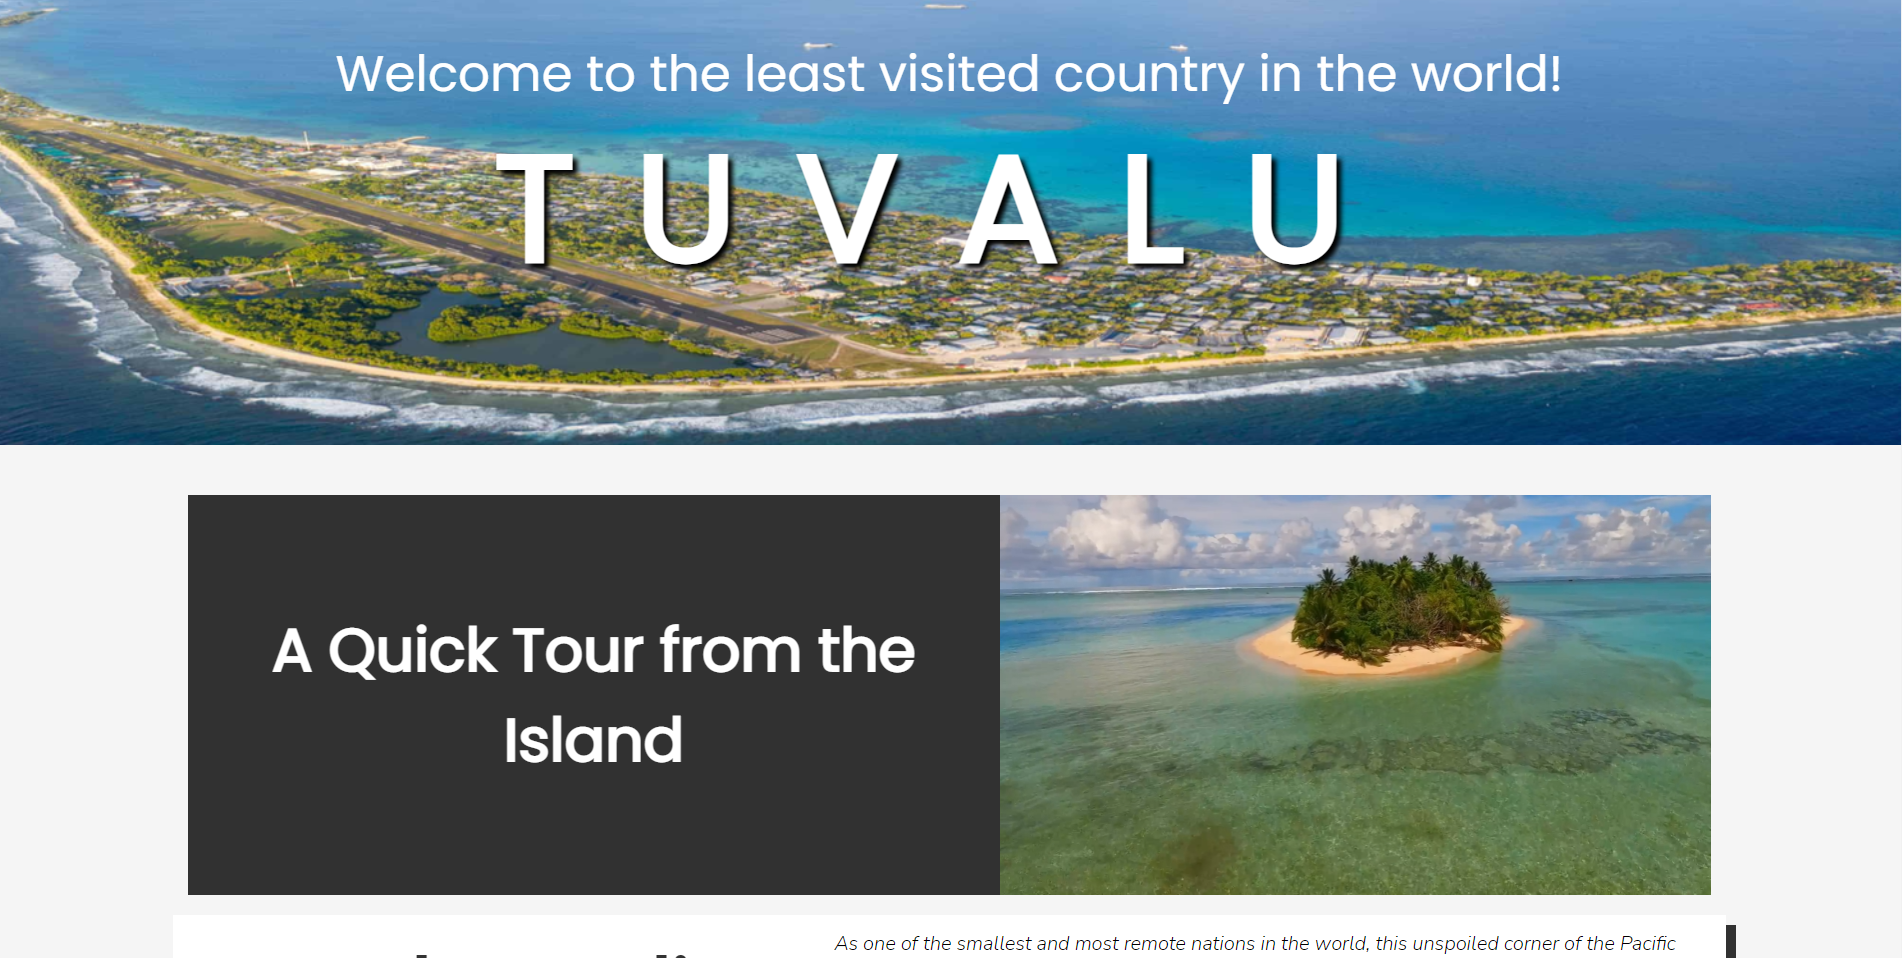 Welcome to the least visited country in the world!
TUVALU
A Quick Tour from the
Island
As one of the smallest and most remote nations in the world, this unspoiled corner of the Pacific